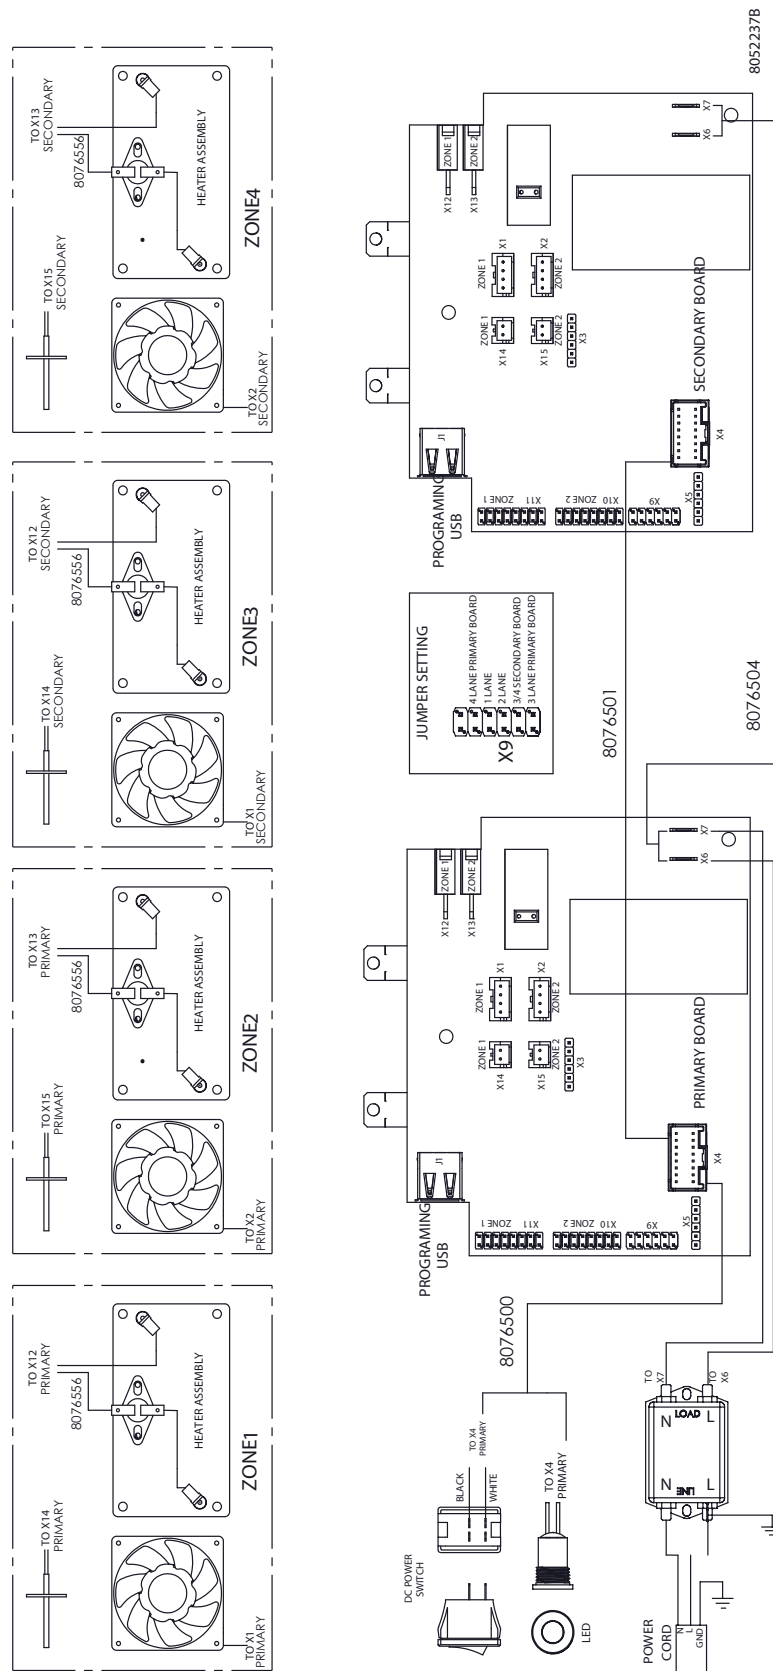 TO X13
SECONDARY
8076556
HEATER ASSEMBLY
ZONE4
TO X15
SECONDARY
TO X2
SECONDARY
TO X12
SECONDARY
8076556
HEATER ASSEMBLY
ZONE3
TO X14
SECONDARY
TO X1
SECONDARY
TO X13
PRIMARY
8076556
HEATER ASSEMBLY
ZONE2
TO X15
PRIMARY
TO X2
PRIMARY
TO X12
PRIMARY
8076556
HEATER ASSEMBLY
ZONE1
TO X14
PRIMARY
TO X1
PRIMARY
8052237B
X12
ZONE 1
X13
ZONE 2
X7
X6
ZONE 1
X1
X2
ZONE 2
ZONE 1
X14
X15
ZONE 2
X3
SECONDARY BOARD
J1
PROGRAMING
USB
X4
X11
ZONE 1
X10
ZONE 2
X9
X5
JUMPER SETTING
X9
4 LANE PRIMARY BOARD
1 LANE
2 LANE
3/4 SECONDARY BOARD
3 LANE PRIMARY BOARD
8076501
8076504
X12
ZONE 1
X13
ZONE 2
X7
X6
ZONE 1
X1
X2
ZONE 2
ZONE 1
X14
X15
ZONE 2
X3
PRIMARY BOARD
J1
PROGRAMING
USB
X4
X11
ZONE 1
X10
ZONE 2
X9
X5
8076500
DC POWER
SWITCH
BLACK
WHITE
TO X4
PRIMARY
LED
TO X4
PRIMARY
TO
X7
TO
X6
N
LOAD
L
N
LINE
L
POWER
CORD
N
L
GND